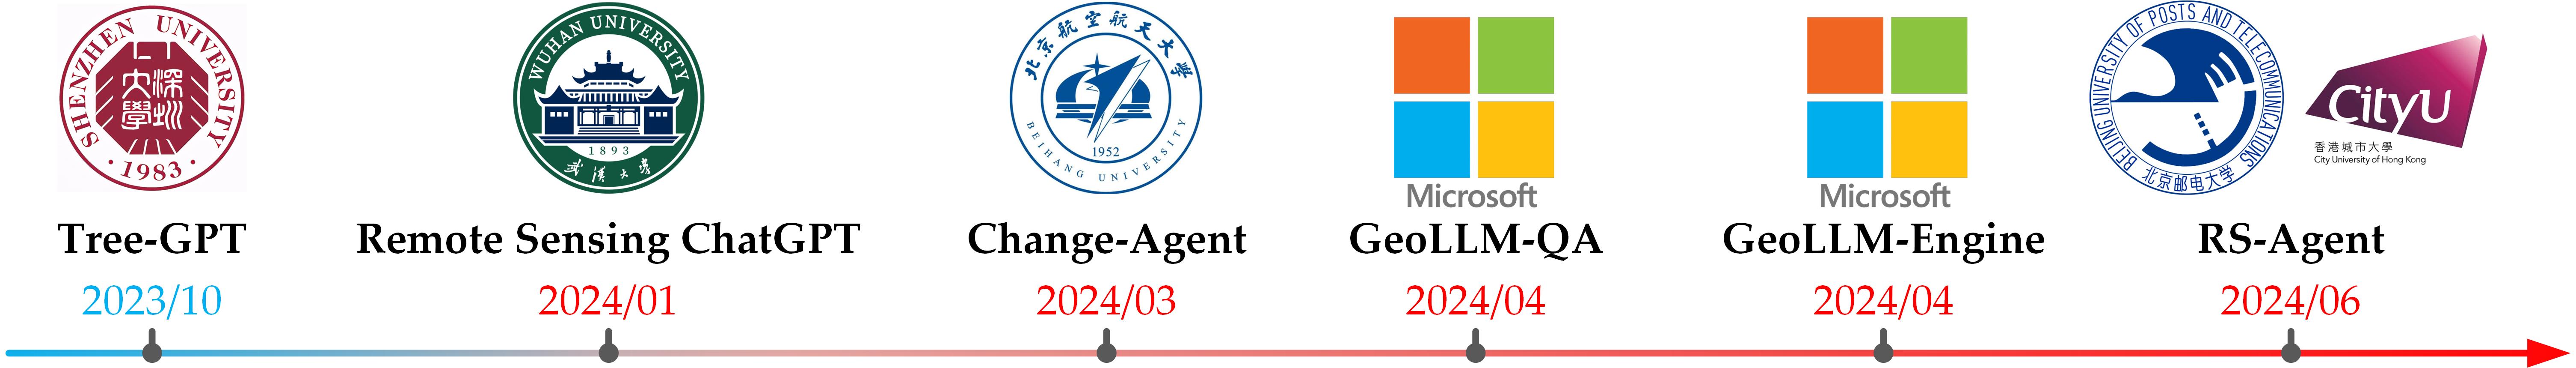 SHENZHEN UNIVERSITY
深圳大學
· 1983 ·
Tree-GPT
2023/10
WUHAN UNIVERSITY
1893
武漢大學
Remote Sensing ChatGPT
2024/01
北京航空航天大学
1952
BEIHANG UNIVERSITY
Change-Agent
2024/03
Microsoft
GeoLLM-QA
2024/04
Microsoft
GeoLLM-Engine
2024/04
BEIJING UNIVERSITY OF POSTS AND TELECOMMUNICATIONS
北京邮电大学
CityU
香港城市大學
City University of Hong Kong
RS-Agent
2024/06